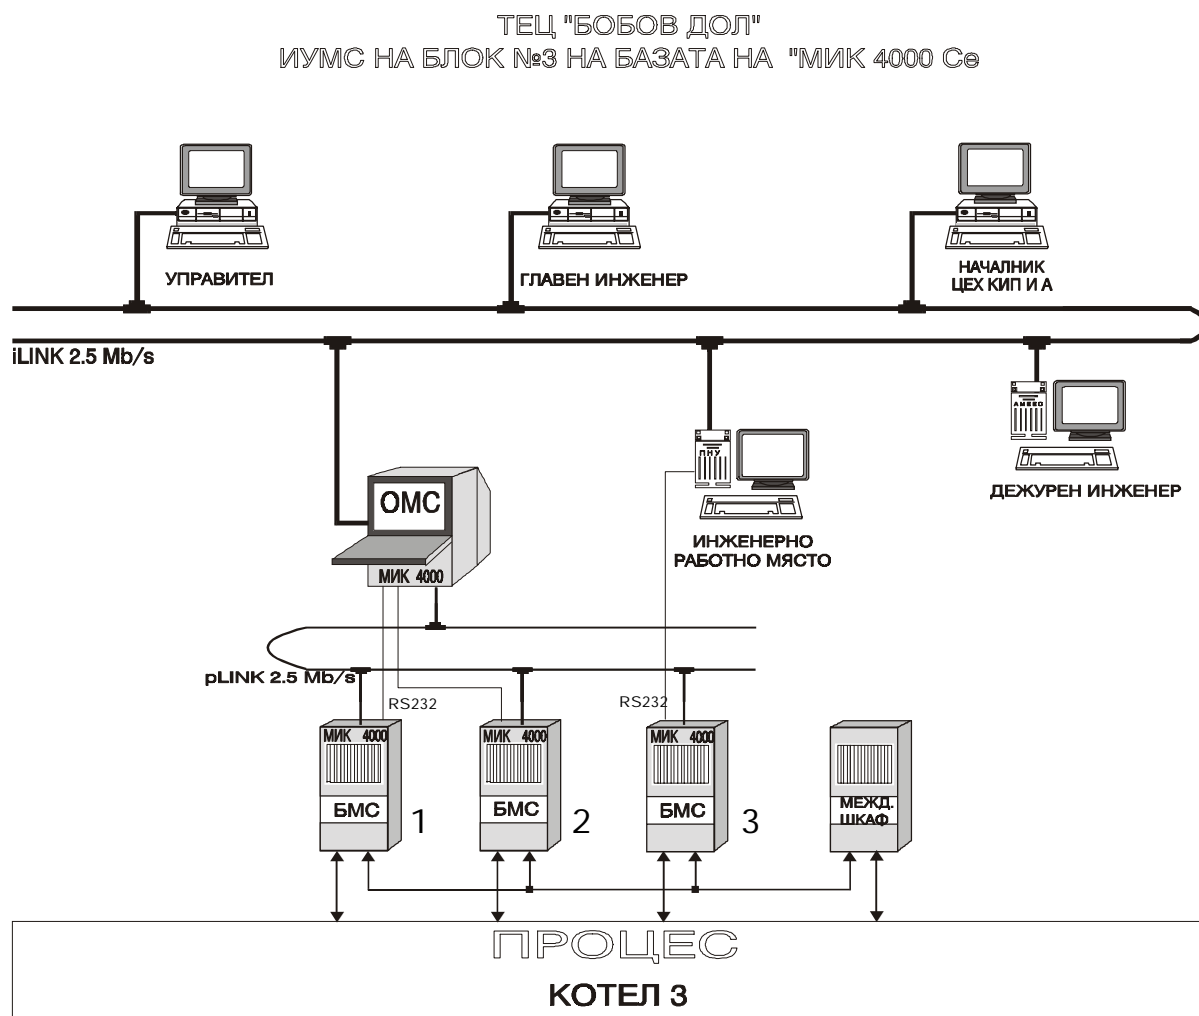 ТЕЦ "БОБОВ ДОЛ"
ИУМС НА БЛОК №3 НА БАЗАТА НА "МИК 4000 Се
УПРАВИТЕЛ
ГЛАВЕН ИНЖЕНЕР
НАЧАЛНИК
ЦЕХ КИП И А
iLINK 2.5 Mb/s
АМЕЕО
ДЕЖУРЕН ИНЖЕНЕР
ПНУ
ИНЖЕНЕРНО
РАБОТНО МЯСТО
ОМС
МИК 4000
pLINK 2.5 Mb/s
RS232
RS232
МИК 4000
БМС
1
МИК 4000
БМС
2
МИК 4000
БМС
3
МЕЖД.
ШКАФ
ПРОЦЕС
КОТЕЛ 3